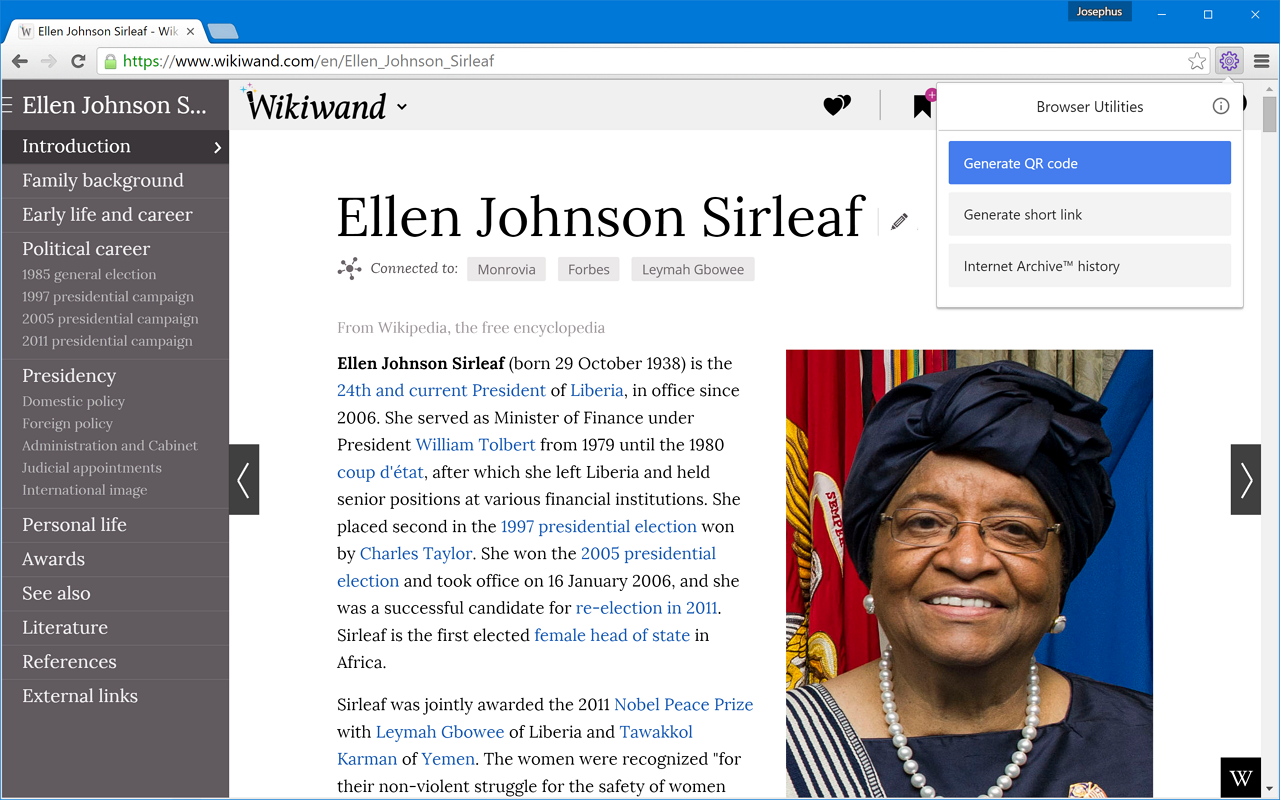 Josephus
Ellen Johnson Sirleaf - Wik
https://www.wikiwand.com/en/Ellen_Johnson_Sirleaf
Ellen Johnson S...
Introduction
Family background
Early life and career
Political career
1985 general election
1997 presidential campaign
2005 presidential campaign
2011 presidential campaign
Presidency
Domestic policy
Foreign policy
Administration and Cabinet
Judicial appointments
International image
Personal life
Awards
See also
Literature
References
External links
Wikiwand
Browser Utilities
Generate QR code
Generate short link
Internet Archive™ history
Ellen Johnson Sirleaf
Connected to: Monrovia Forbes Leymah Gbowee
From Wikipedia, the free encyclopedia
Ellen Johnson Sirleaf (born 29 October 1938) is the
24th and current President of Liberia, in office since
2006. She served as Minister of Finance under
President William Tolbert from 1979 until the 1980
coup d'état, after which she left Liberia and held
senior positions at various financial institutions. She
placed second in the 1997 presidential election won
by Charles Taylor. She won the 2005 presidential
election and took office on 16 January 2006, and she
was a successful candidate for re-election in 2011.
Sirleaf is the first elected female head of state in
Africa.
Sirleaf was jointly awarded the 2011 Nobel Peace Prize
with Leymah Gbowee of Liberia and Tawakkol
Karman of Yemen. The women were recognized "for
their non-violent struggle for the safety of women
W